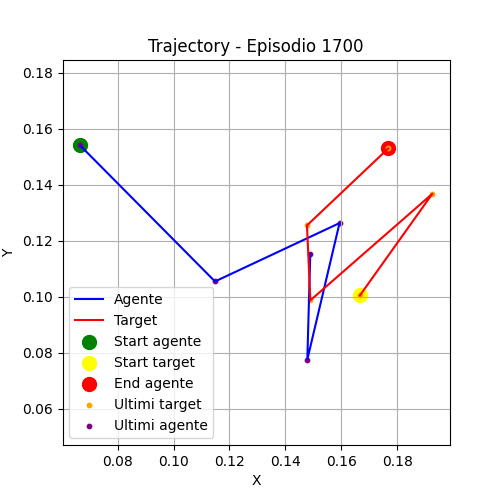 Trajectory - Episodio 1700
Y
0.18
0.16
0.14
0.12
0.10
0.08
0.06
Agente
Target
Start agente
Start target
End agente
Ultimi target
Ultimi agente
0.08 0.10 0.12 0.14 0.16 0.18
X